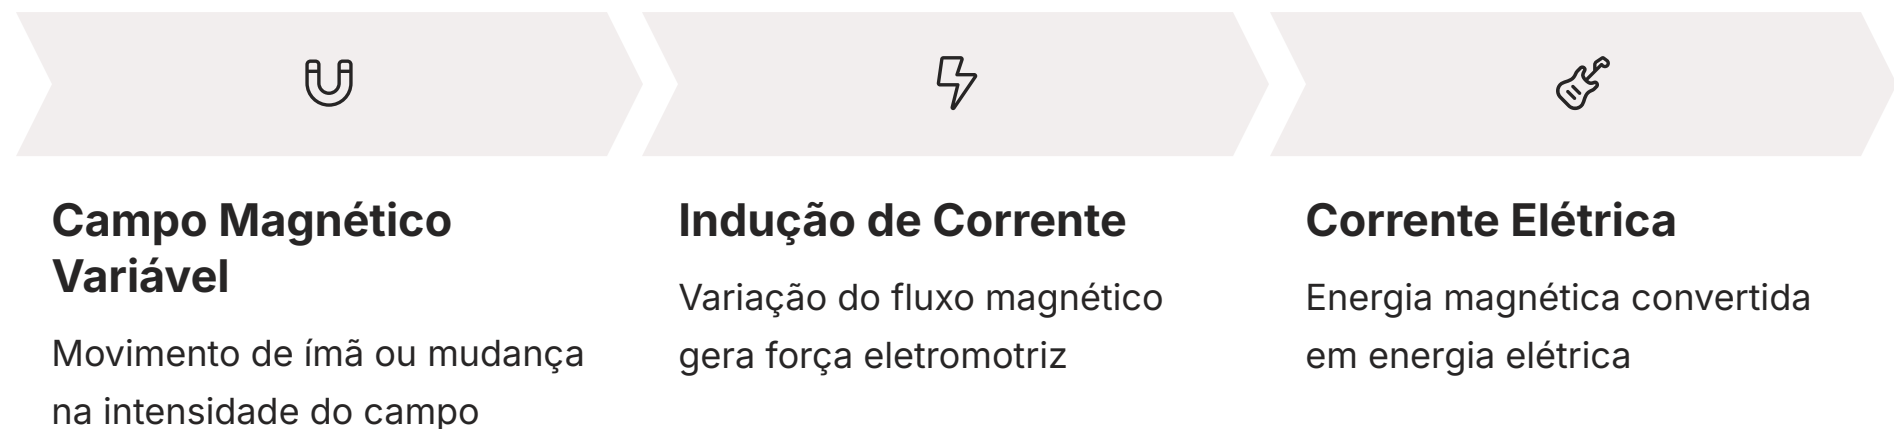 Campo Magnético
Variável
Movimento de ímã ou mudança
na intensidade do campo
Indução de Corrente
Variação do fluxo magnético
gera força eletromotriz
Corrente Elétrica
Energia magnética convertida
em energia elétrica